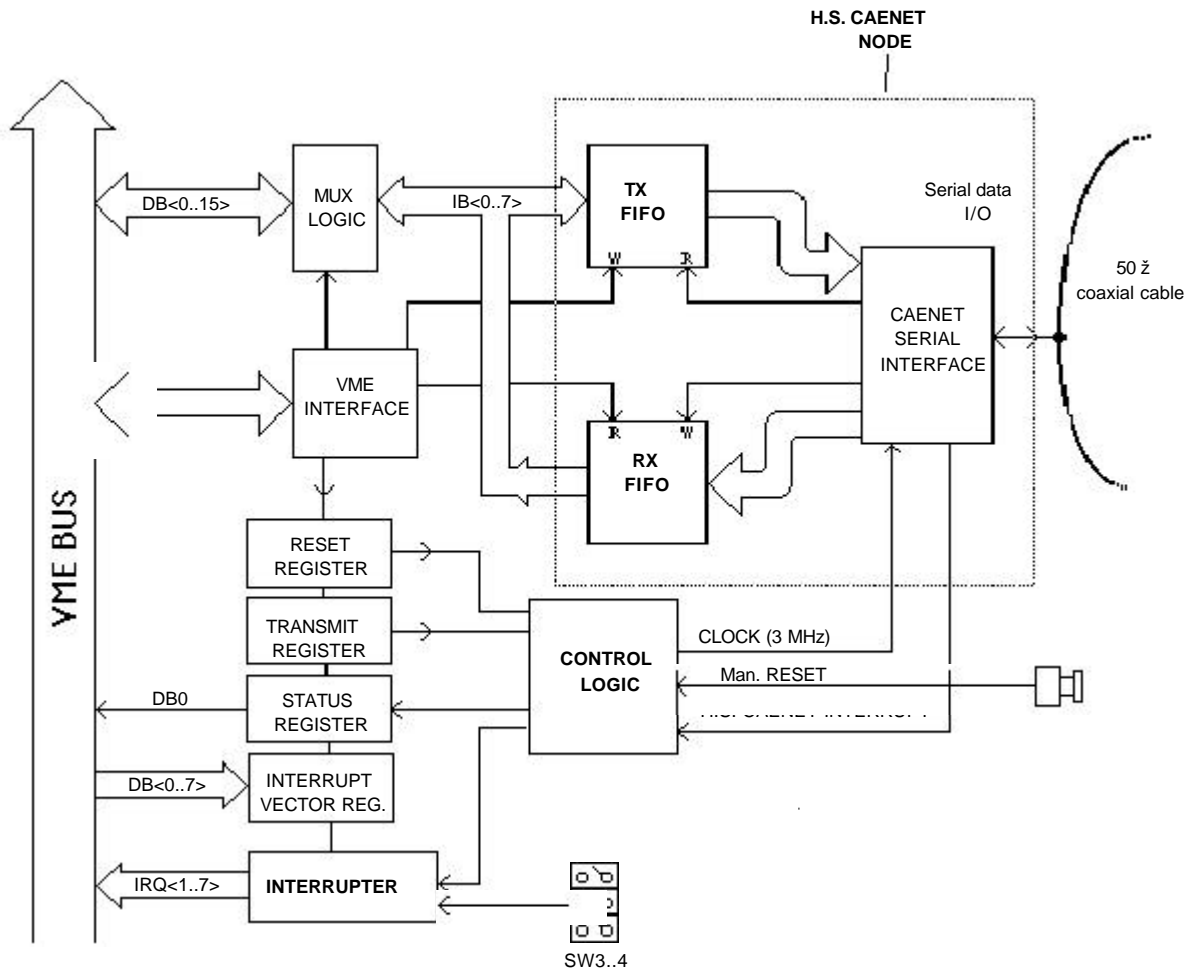 H.S. CAENET
NODE
MUX
LOGIC
DB<0..15>
IB<0..7>
TX
FIFO
W R
Serial data
I/O
50 ž
coaxial cable
CAENET
SERIAL
INTERFACE
VME
INTERFACE
R W
RX
FIFO
VME BUS
RESET
REGISTER
TRANSMIT
REGISTER
CONTROL
LOGIC
CLOCK (3 MHz)
Man. RESET
DB0
STATUS
REGISTER
CAENET INTERRUPT
DB<0..7>
INTERRUPT
VECTOR REG.
IRQ<1..7>
INTERRUPTER
SW3..4